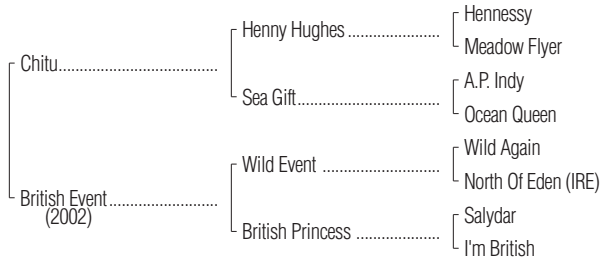 Hennessy
Henny Hughes ......................
Meadow Flyer
Chitu.....................................
A.P. Indy
Sea Gift...................................
Ocean Queen
Wild Again
Wild Event ...........................
North Of Eden (IRE)
British Event.........................
(2002)
Salydar
British Princess ....................
I'm British